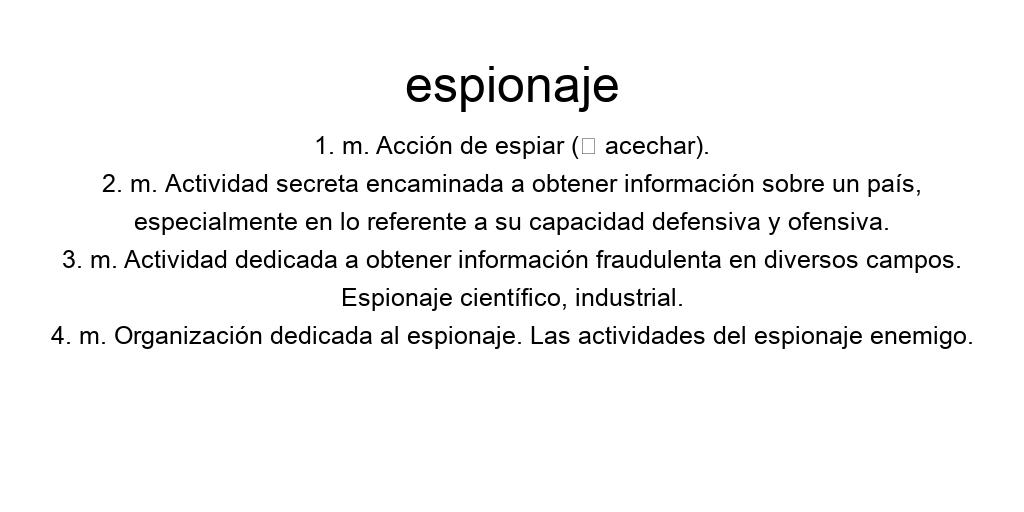 espionaje
1. m. Acción de espiar (□ acechar).
2. m. Actividad secreta encaminada a obtener información sobre un país,
especialmente en lo referente a su capacidad defensiva y ofensiva.
3. m. Actividad dedicada a obtener información fraudulenta en diversos campos.
Espionaje científico, industrial.
4. m. Organización dedicada al espionaje. Las actividades del espionaje enemigo.